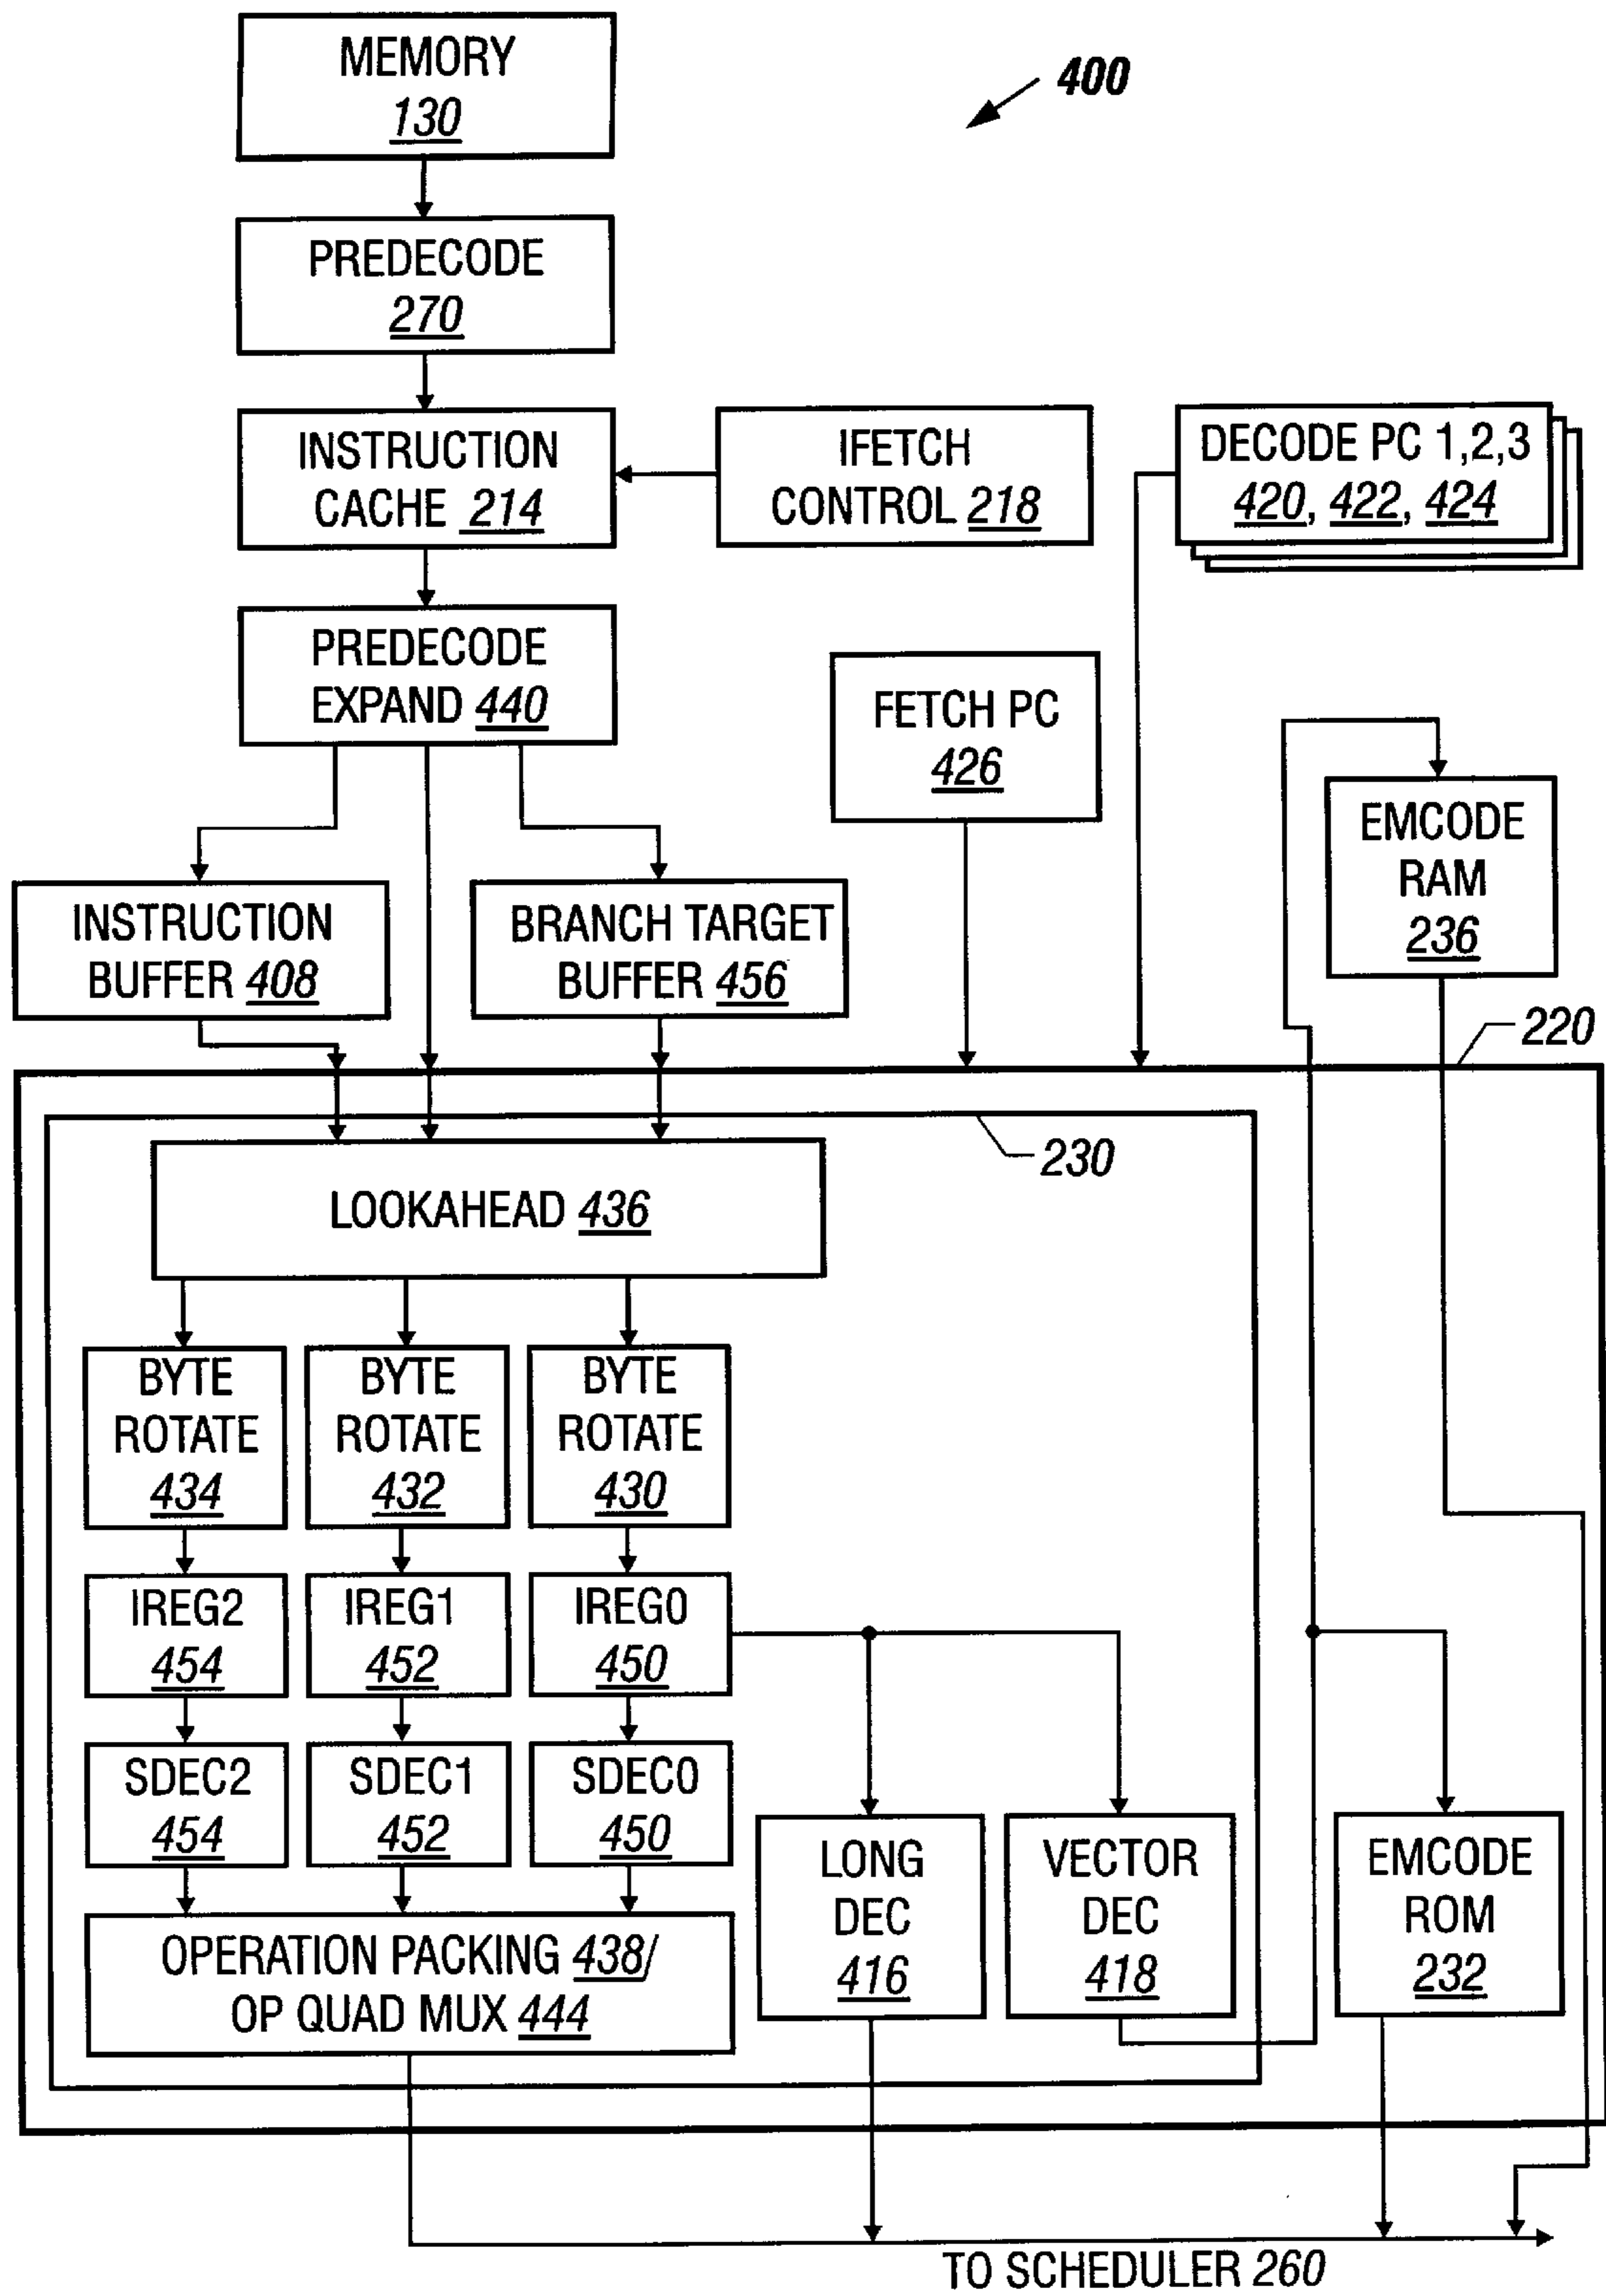 MEMORY
130
400
PREDECODE
270
INSTRUCTION
CACHE 214
IFETCH
CONTROL 218
DECODE PC 1,2,3
420, 422, 424
PREDECODE
EXPAND 440
FETCH PC
426
EMCODE
RAM
236
INSTRUCTION
BUFFER 408
BRANCH TARGET
BUFFER 456
220
230
LOOKAHEAD 436
BYTE
ROTATE
434
BYTE
ROTATE
432
BYTE
ROTATE
430
IREG2
454
IREG1
452
IREG0
450
SDEC2
454
SDEC1
452
SDEC0
450
LONG
DEC
416
VECTOR
DEC
418
EMCODE
ROM
232
OPERATION PACKING 438/
OP QUAD MUX 444
TO SCHEDULER 260